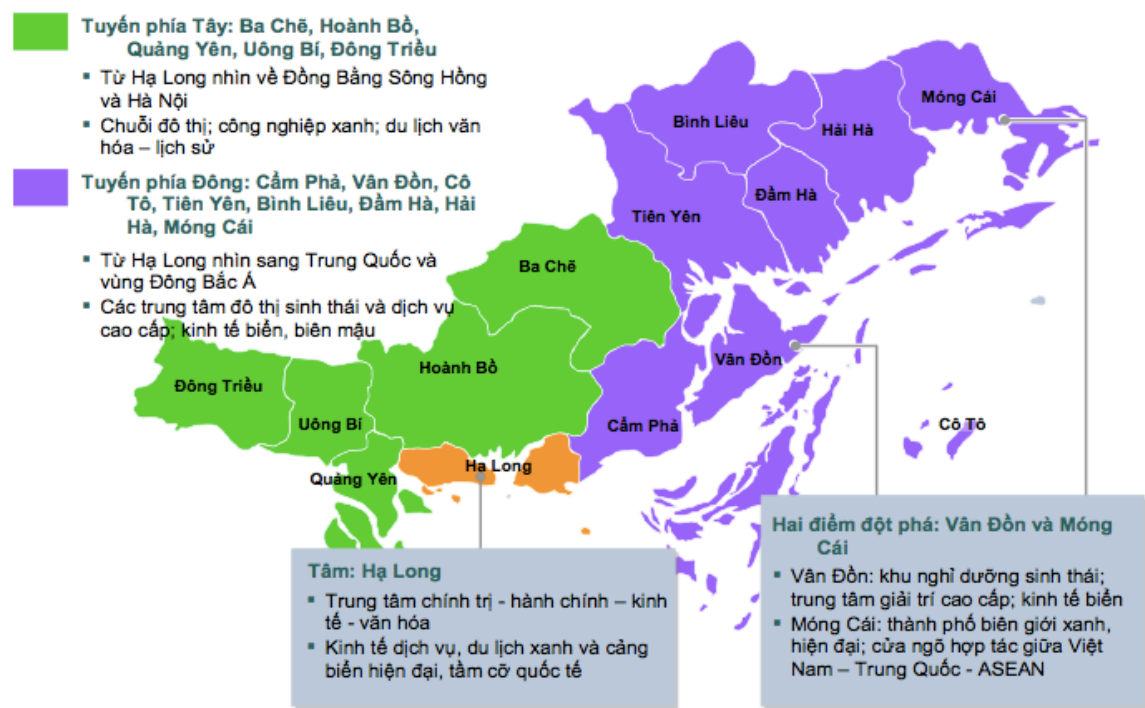 Tuyến phía Tây: Ba Chẽ, Hoành Bồ,
Quảng Yên, Uông Bí, Đông Triều
▪ Từ Hạ Long nhìn về Đồng Bằng Sông Hồng
và Hà Nội
▪ Chuỗi đô thị; công nghiệp xanh; du lịch văn
hóa – lịch sử
Tuyến phía Đông: Cẩm Phả, Vân Đồn, Cô
Tô, Tiên Yên, Bình Liêu, Đầm Hà, Hải
Hà, Móng Cái
▪ Từ Hạ Long nhìn sang Trung Quốc và
vùng Đông Bắc Á
▪ Các trung tâm đô thị sinh thái và dịch vụ
cao cấp; kinh tế biển, biên mậu
Móng Cái
Bình Liêu
Hải Hà
Đầm Hà
Tiên Yên
Ba Chẽ
Vân Đồn
Hoành Bồ
Đông Triều
Uông Bí
Cẩm Phả
Cô Tô
Hạ Long
Quảng Yên
Tâm: Hạ Long
▪ Trung tâm chính trị - hành chính – kinh
tế - văn hóa
▪ Kinh tế dịch vụ, du lịch xanh và cảng
biển hiện đại, tầm cỡ quốc tế
Hai điểm đột phá: Vân Đồn và Móng
Cái
▪ Vân Đồn: khu nghỉ dưỡng sinh thái;
trung tâm giải trí cao cấp; kinh tế biển
▪ Móng Cái: thành phố biên giới xanh,
hiện đại; cửa ngõ hợp tác giữa Việt
Nam – Trung Quốc - ASEAN